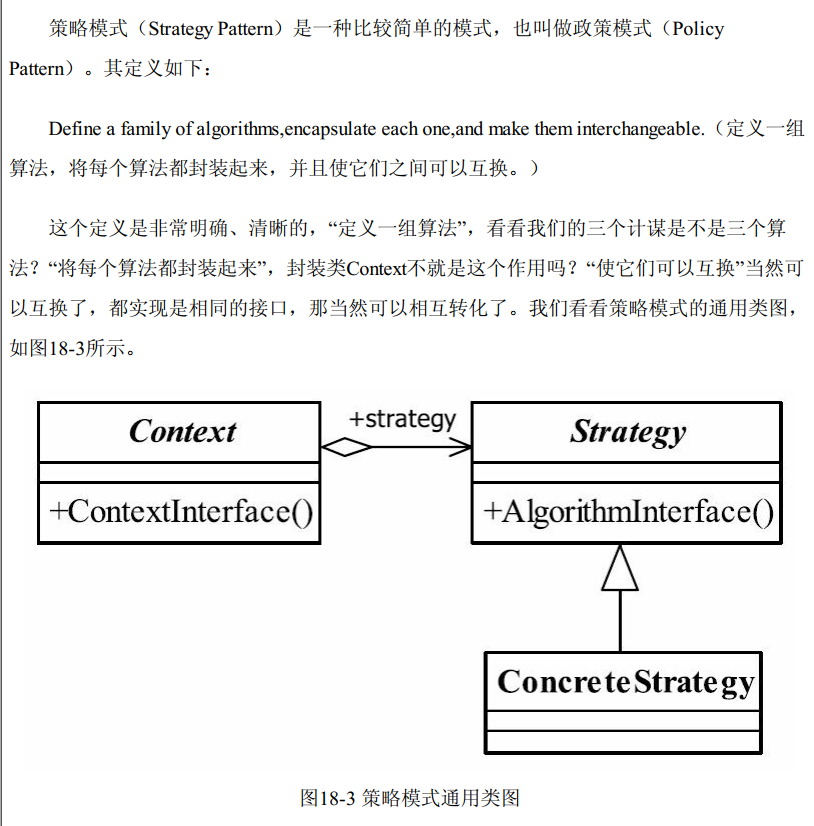 策略模式（Strategy Pattern）是一种比较简单的模式，也叫做政策模式（Policy
Pattern）。其定义如下：
Define a family of algorithms,encapsulate each one,and make them interchangeable.（定义一组
算法，将每个算法都封装起来，并且使它们之间可以互换。）
这个定义是非常明确、清晰的，“定义一组算法”，看看我们的三个计谋是不是三个算
法？“将每个算法都封装起来”，封装类Context不就是这个作用吗？“使它们可以互换”当然可
以互换了，都实现是相同的接口，那当然可以相互转化了。我们看看策略模式的通用类图，
如图18-3所示。
Context
+strategy
Strategy
+ContextInterface()
+AlgorithmInterface()
ConcreteStrategy
图18-3 策略模式通用类图